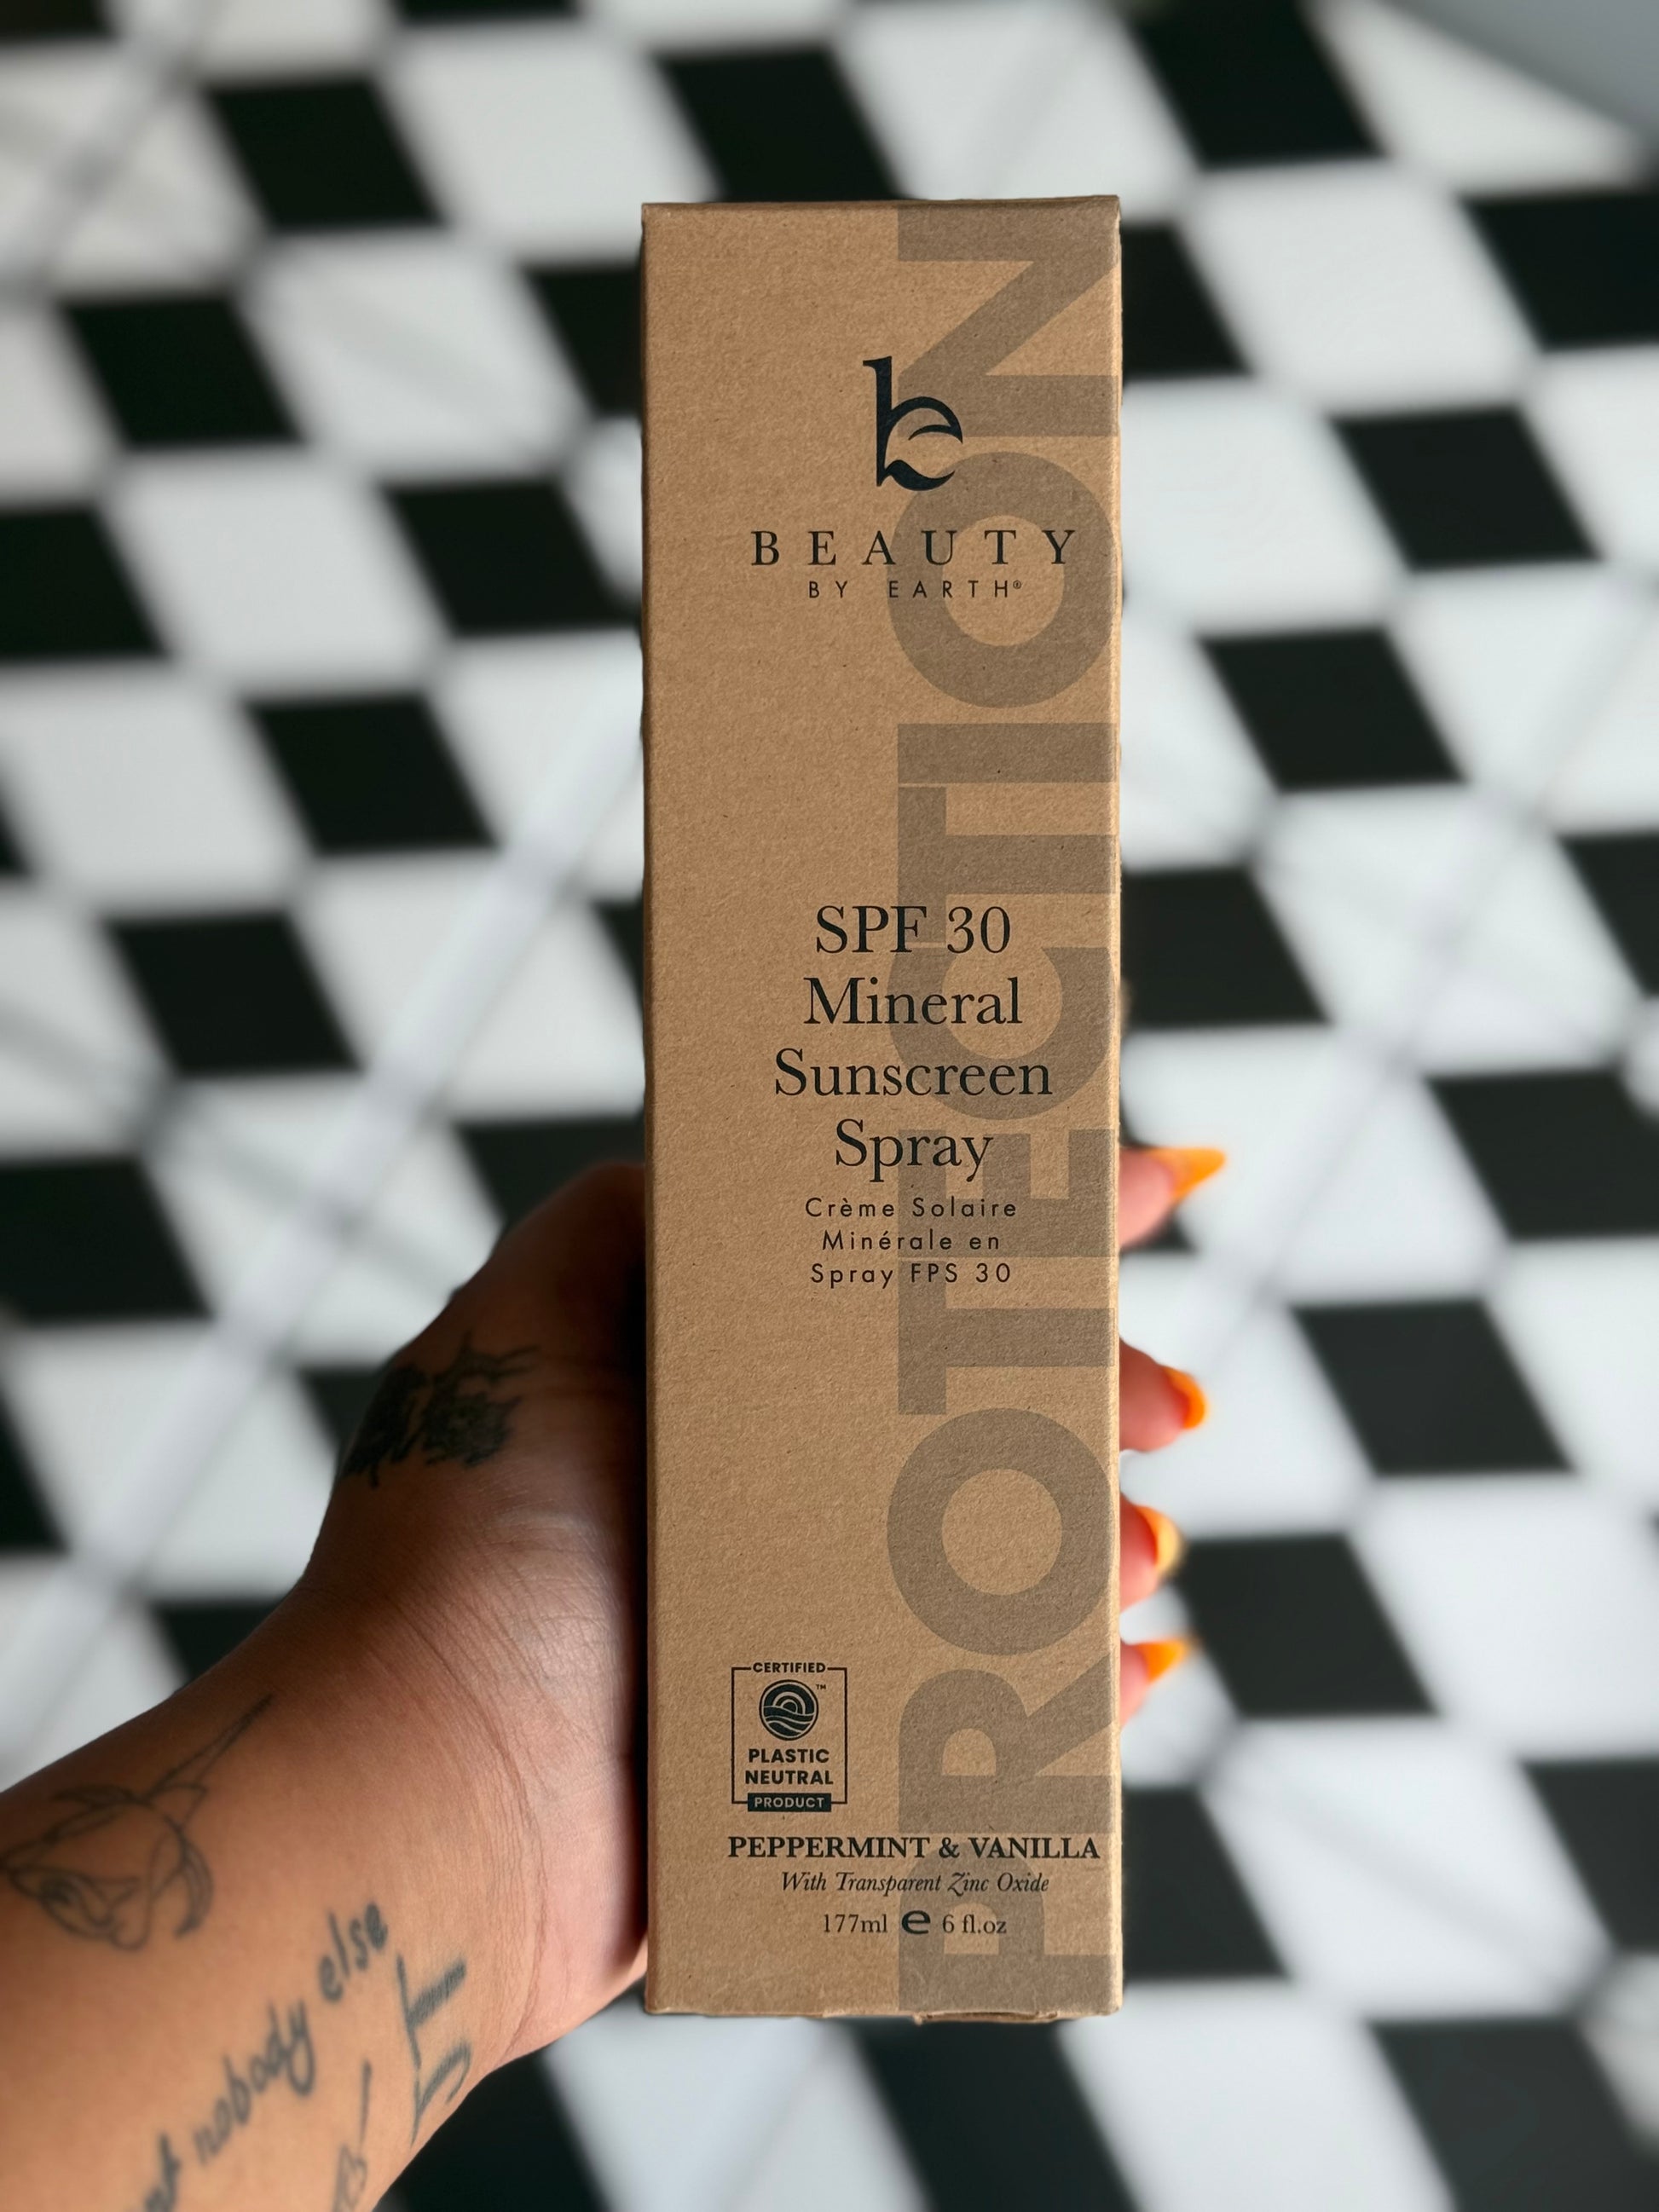 PROTECTION
BEAUTY
BY EARTH®
SPF 30
Mineral
Sunscreen
Spray
Crème Solaire
Minérale en
Spray FPS 30
CERTIFIED
TM
PLASTIC
NEUTRAL
PRODUCT
PEPPERMINT & VANILLA
With Transparent Zinc Oxide
177ml e 6 fl.oz
nobody else